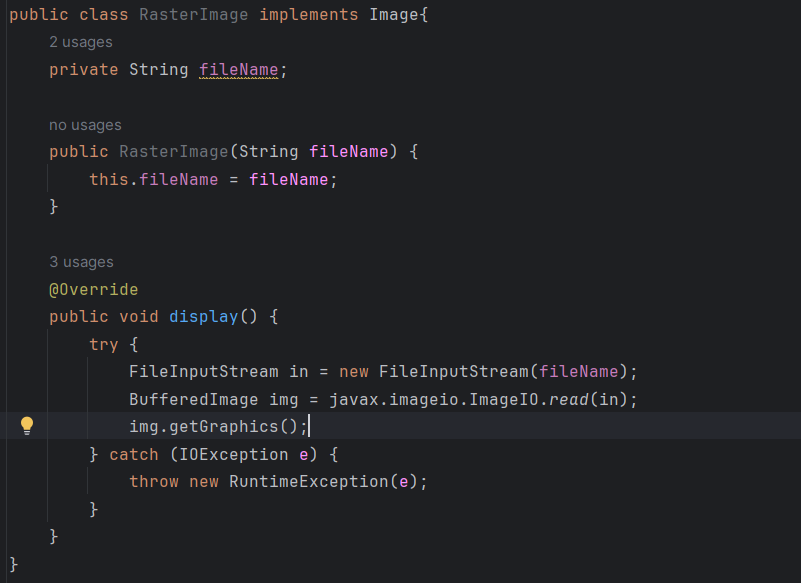 public class RasterImage implements Image{
2 usages
private String fileName;
no usages
public RasterImage(String fileName) {
this.fileName = fileName;
}
3 usages
@Override
public void display() {
try {
FileInputStream in = new FileInputStream(fileName);
BufferedImage img = javax.imageio.ImageIO.read(in);
img.getGraphics();
} catch (IOException e) {
throw new RuntimeException(e);
}
}
}